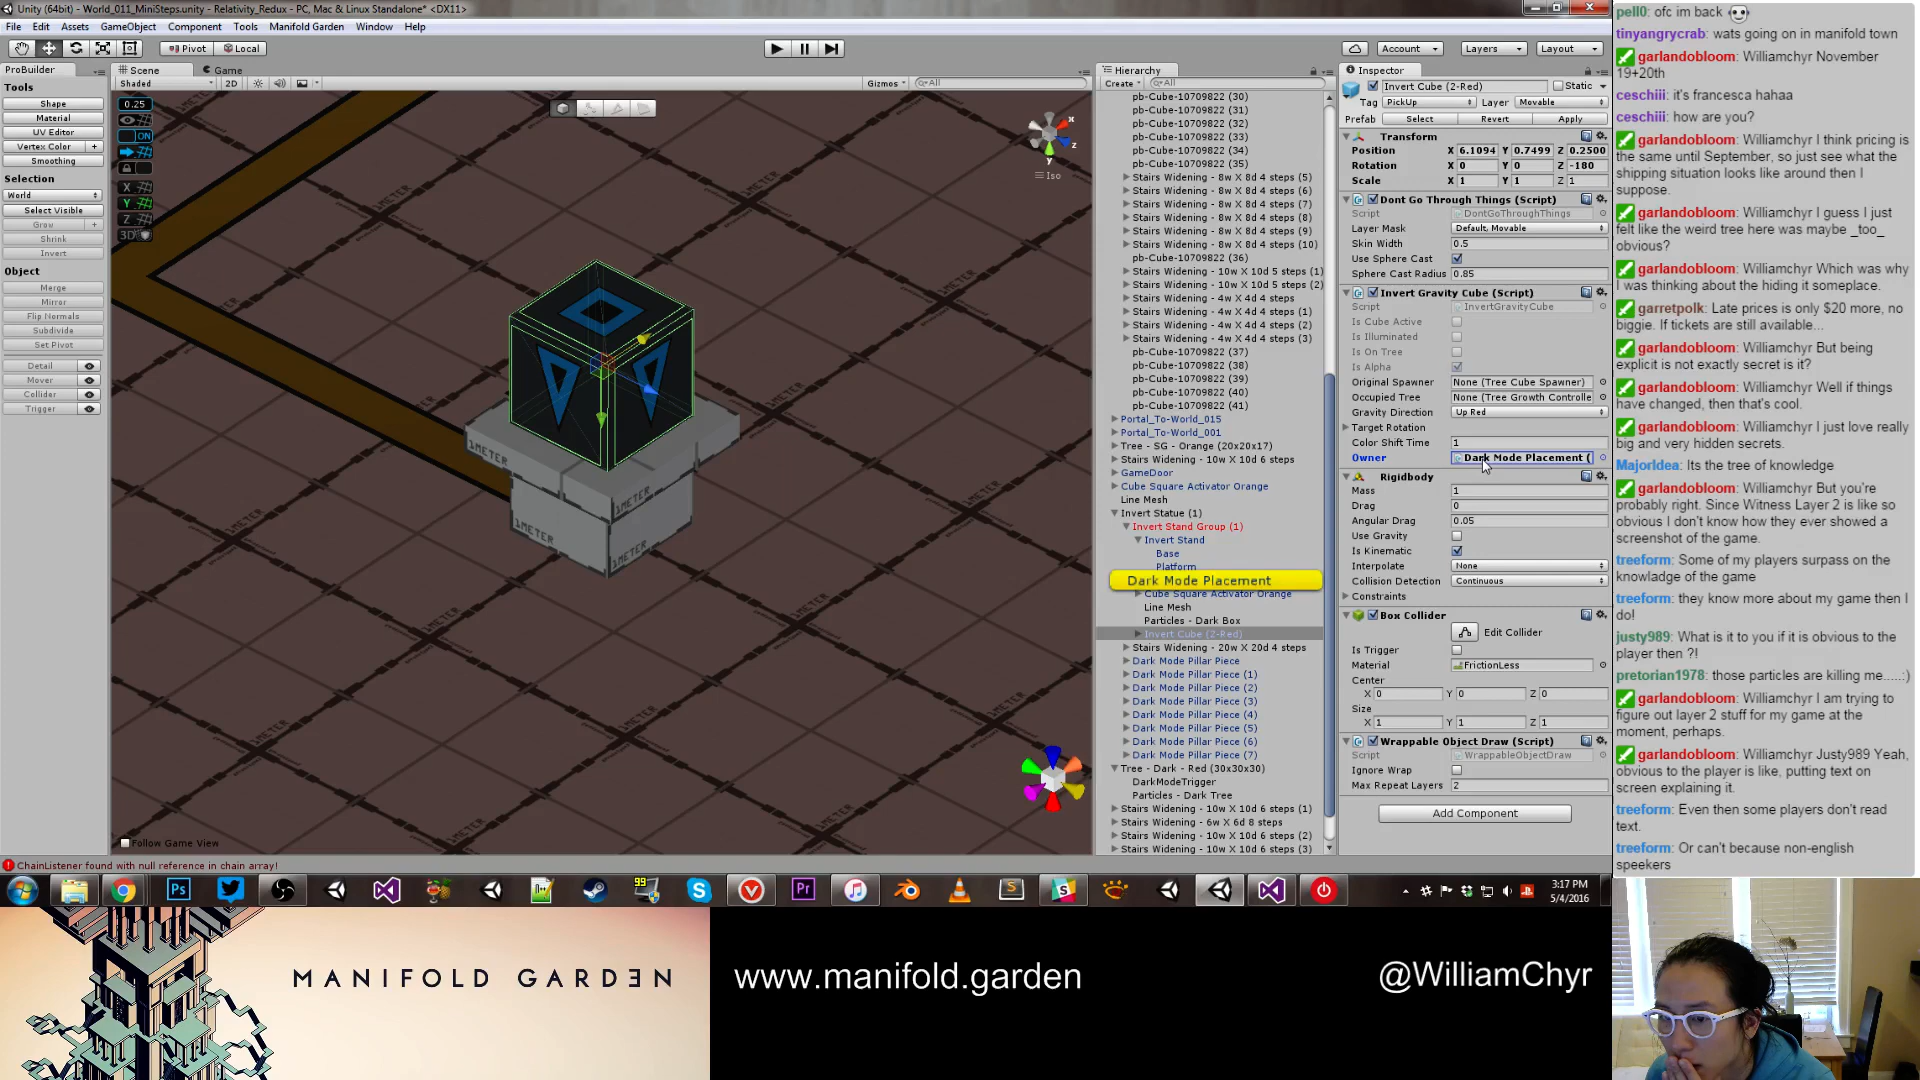 Unity (64bit) - World_011_MiniSteps.unity - Relativity_Redux - PC, Mac & Linux Standalone* <DX11>
File Edit Assets GameObject Component Tools Manifold Garden Window Help
Pivot Local
Account Layers Layout
ProBuilder
Tools
Shape
Material
UV Editor
Vertex Color +
Smoothing
Selection
World
Select Visible
Grow +
Shrink
Invert
Object
Merge
Mirror
Flip Normals
Subdivide
Set Pivot
Detail
Mover
Collider
Trigger
Scene Game
Shaded 2D Gizmos All
0.25
ON
X
Y
Z
3D
x
z
y
Iso
1METER
1METER
1METER
1METER
Follow Game View
ChainListener found with null reference in chain array!
Hierarchy
Create All
pb-Cube-10709822 (30)
pb-Cube-10709822 (31)
pb-Cube-10709822 (32)
pb-Cube-10709822 (33)
pb-Cube-10709822 (34)
pb-Cube-10709822 (35)
Stairs Widening - 8w X 8d 4 steps (5)
Stairs Widening - 8w X 8d 4 steps (6)
Stairs Widening - 8w X 8d 4 steps (7)
Stairs Widening - 8w X 8d 4 steps (8)
Stairs Widening - 8w X 8d 4 steps (9)
Stairs Widening - 8w X 8d 4 steps (10)
pb-Cube-10709822 (36)
Stairs Widening - 10w X 10d 5 steps (1)
Stairs Widening - 10w X 10d 5 steps (2)
Stairs Widening - 4w X 4d 4 steps
Stairs Widening - 4w X 4d 4 steps (1)
Stairs Widening - 4w X 4d 4 steps (2)
Stairs Widening - 4w X 4d 4 steps (3)
pb-Cube-10709822 (37)
pb-Cube-10709822 (38)
pb-Cube-10709822 (39)
pb-Cube-10709822 (40)
pb-Cube-10709822 (41)
Portal_To-World_015
Portal_To-World_001
Tree - SG - Orange (20x20x17)
Stairs Widening - 10w X 10d 6 steps
GameDoor
Cube Square Activator Orange
Line Mesh
Invert Statue (1)
Invert Stand Group (1)
Invert Stand
Base
Platform
Dark Mode Placement
Cube Square Activator Orange
Line Mesh
Particles - Dark Box
Invert Cube (2-Red)
Stairs Widening - 20w X 20d 4 steps
Dark Mode Pillar Piece
Dark Mode Pillar Piece (1)
Dark Mode Pillar Piece (2)
Dark Mode Pillar Piece (3)
Dark Mode Pillar Piece (4)
Dark Mode Pillar Piece (5)
Dark Mode Pillar Piece (6)
Dark Mode Pillar Piece (7)
Tree - Dark - Red (30x30x30)
DarkModeTrigger
Particles - Dark Tree
Stairs Widening - 10w X 10d 6 steps (1)
Stairs Widening - 6w X 6d 8 steps
Stairs Widening - 10w X 10d 6 steps (2)
Stairs Widening - 10w X 10d 6 steps (3)
Inspector
Invert Cube (2-Red) Static
Tag PickUp Layer Movable
Prefab Select Revert Apply
Transform
Position X 6.1094 Y 0.7499 Z 0.2500
Rotation X 0 Y 0 Z -180
Scale X 1 Y 1 Z 1
Dont Go Through Things (Script)
Script DontGoThroughThings
Layer Mask Default, Movable
Skin Width 0.5
Use Sphere Cast
Sphere Cast Radius 0.85
Invert Gravity Cube (Script)
Script InvertGravityCube
Is Cube Active
Is Illuminated
Is On Tree
Is Alpha
Original Spawner None (Tree Cube Spawner)
Occupied Tree None (Tree Growth Controlle
Gravity Direction Up Red
Target Rotation
Color Shift Time 1
Owner Dark Mode Placement (
Rigidbody
Mass 1
Drag 0
Angular Drag 0.05
Use Gravity
Is Kinematic
Interpolate None
Collision Detection Continuous
Constraints
Box Collider
Edit Collider
Is Trigger
Material FrictionLess
Center
X 0 Y 0 Z 0
Size
X 1 Y 1 Z 1
Wrappable Object Draw (Script)
Script WrappableObjectDraw
Ignore Wrap
Max Repeat Layers 2
Add Component
pell0: ofc im back
tinyangrycrab: wats going on in manifold town
garlandobloom: Williamchyr November
19+20th
ceschiii: it's francesca hahaa
ceschiii: how are you?
garlandobloom: Williamchyr I think pricing is
the same until September, so just see what the
shipping situation looks like around then I
suppose.
garlandobloom: Williamchyr I guess I just
felt like the weird tree here was maybe _too_
obvious?
garlandobloom: Williamchyr Which was why
I was thinking about the hiding it someplace.
garretpolk: Late prices is only $20 more, no
biggie. If tickets are still available...
garlandobloom: Williamchyr But being
explicit is not exactly secret is it?
garlandobloom: Williamchyr Well if things
have changed, then that's cool.
garlandobloom: Williamchyr I just love really
big and very hidden secrets.
MajorIdea: Its the tree of knowledge
garlandobloom: Williamchyr But you're
probably right. Since Witness Layer 2 is like so
obvious I don't know how they ever showed a
screenshot of the game.
treeform: Some of my players surpass on the
knowladge of the game
treeform: they know more about my game then I
do!
justy989: What is it to you if it is obvious to the
player then ?!
pretorian1978: those particles are killing me.....:)
garlandobloom: Williamchyr I am trying to
figure out layer 2 stuff for my game at the
moment, perhaps.
garlandobloom: Williamchyr Justy989 Yeah,
obvious to the player is like, putting text on
screen explaining it.
treeform: Even then some players don't read
text.
treeform: Or can't because non-english
speekers
Ps
99
Pr
S
3:17 PM
5/4/2016
MANIFOLD GARDEN
www.manifold.garden
@WilliamChyr